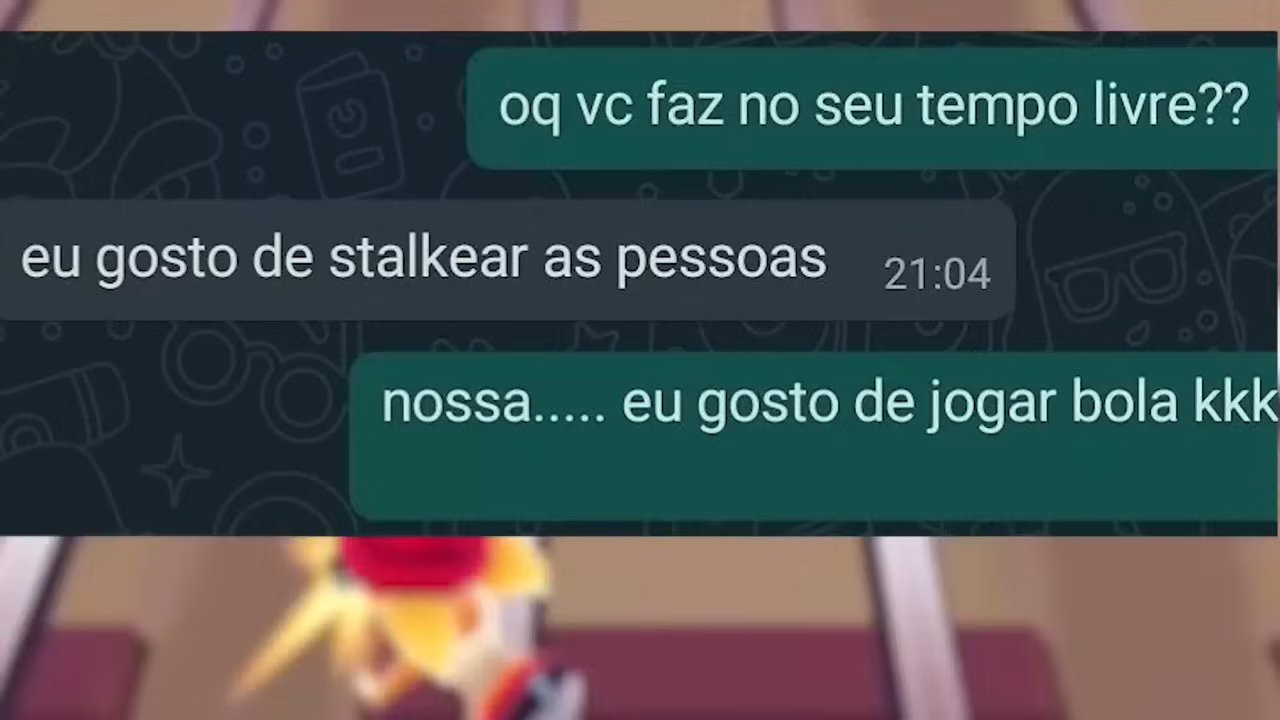 oq vc faz no seu tempo livre??
eu gosto de stalkear as pessoas 21:04
nossa..... eu gosto de jogar bola kkk